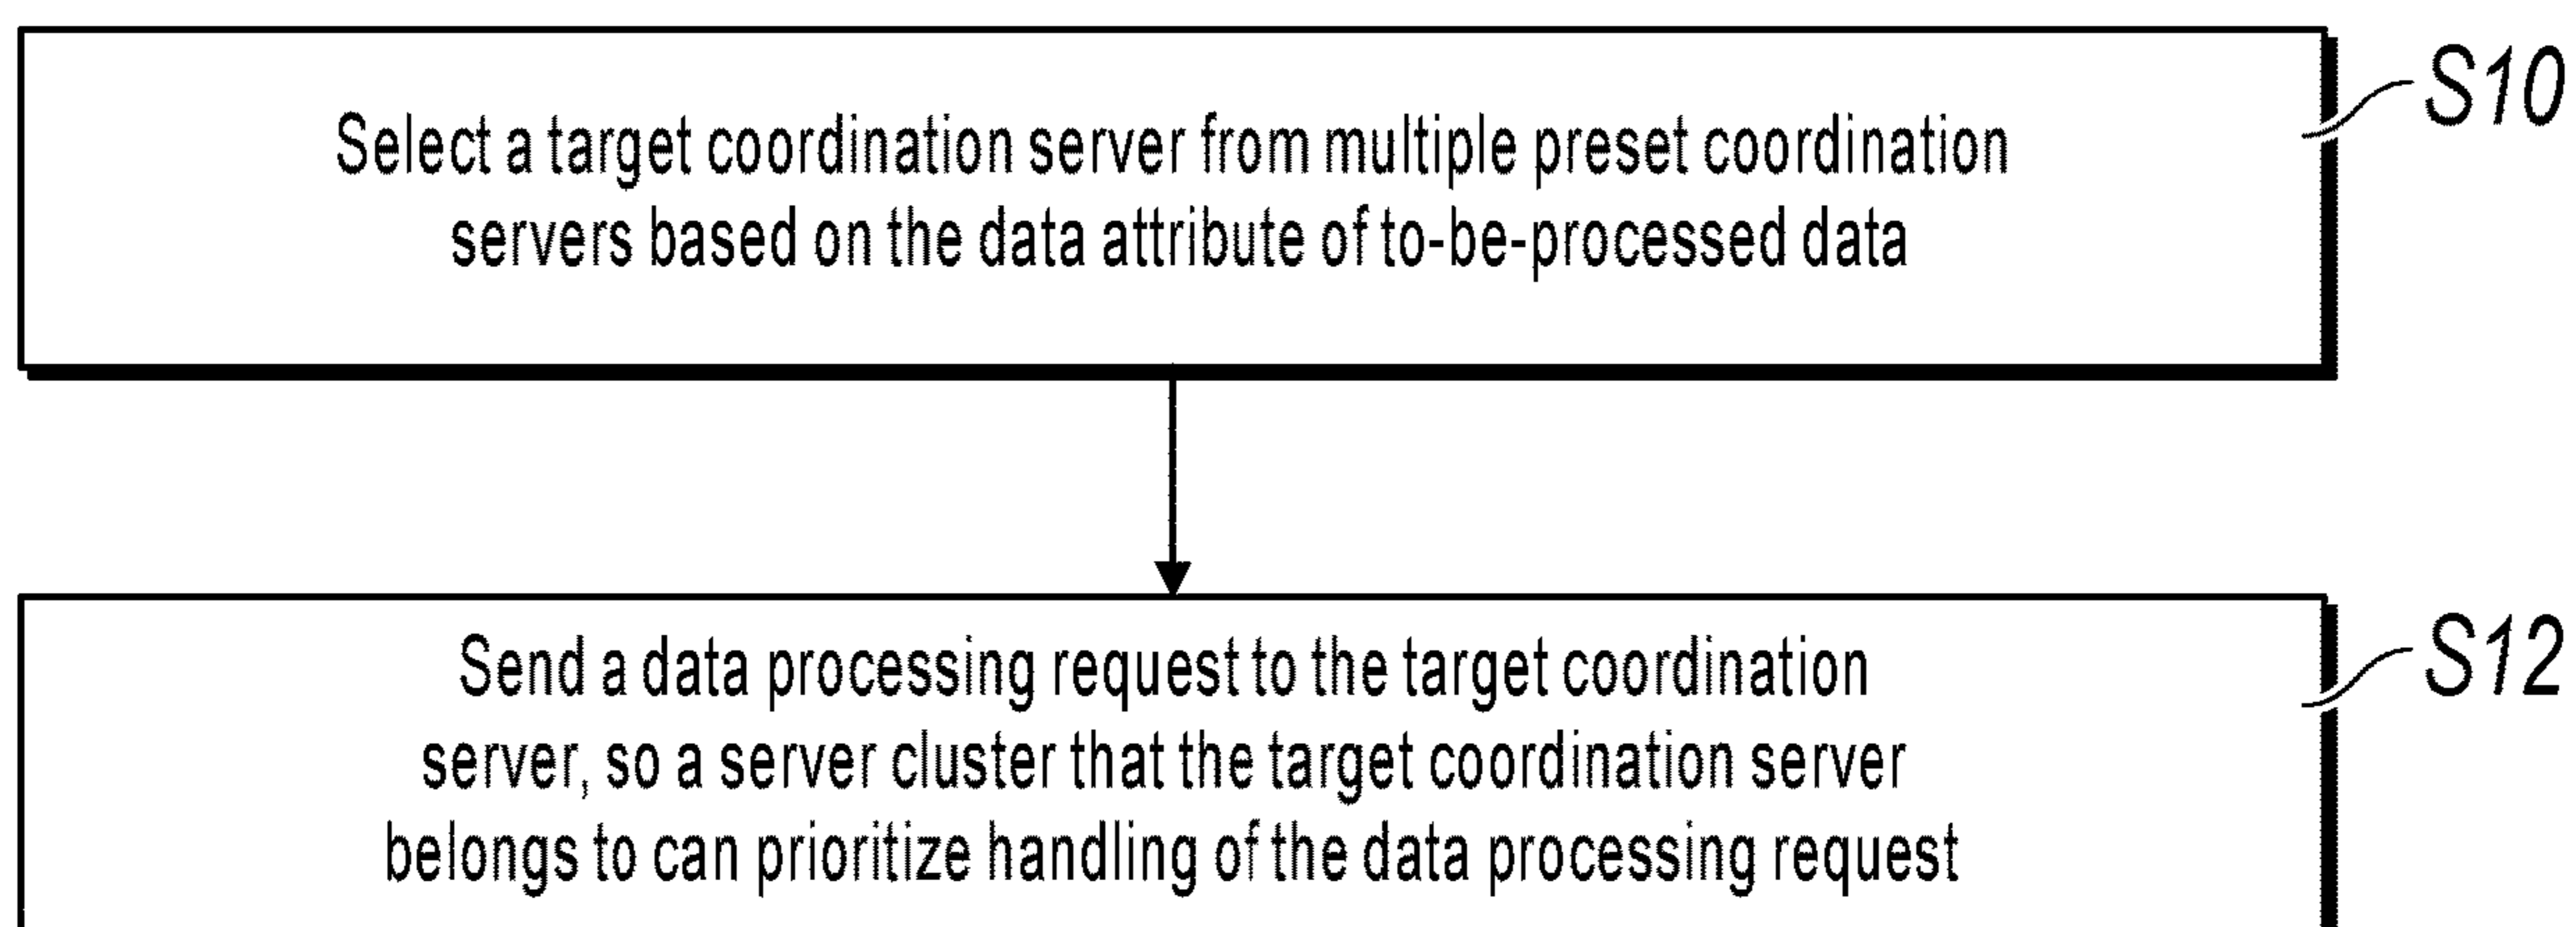 Select a target coordination server from multiple preset coordination
servers based on the data attribute of to-be-processed data
S10
Send a data processing request to the target coordination
server, so a server cluster that the target coordination server
belongs to can prioritize handling of the data processing request
S12